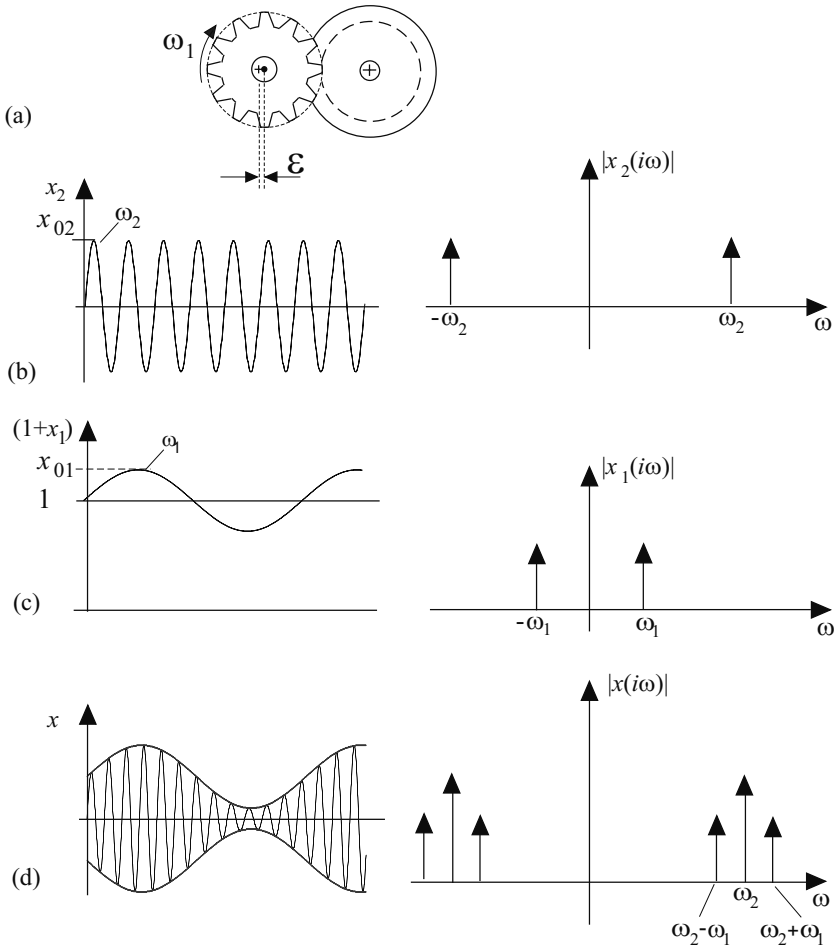 ω₁
(a)
ε
x₂
x₀₂
ω₂
(b)
|x₂(iω)|
-ω₂
ω₂
ω
(1+x₁)
x₀₁
ω₁
1
(c)
|x₁(iω)|
-ω₁
ω₁
ω
x
(d)
|x(iω)|
ω₂
ω
ω₂-ω₁
ω₂+ω₁